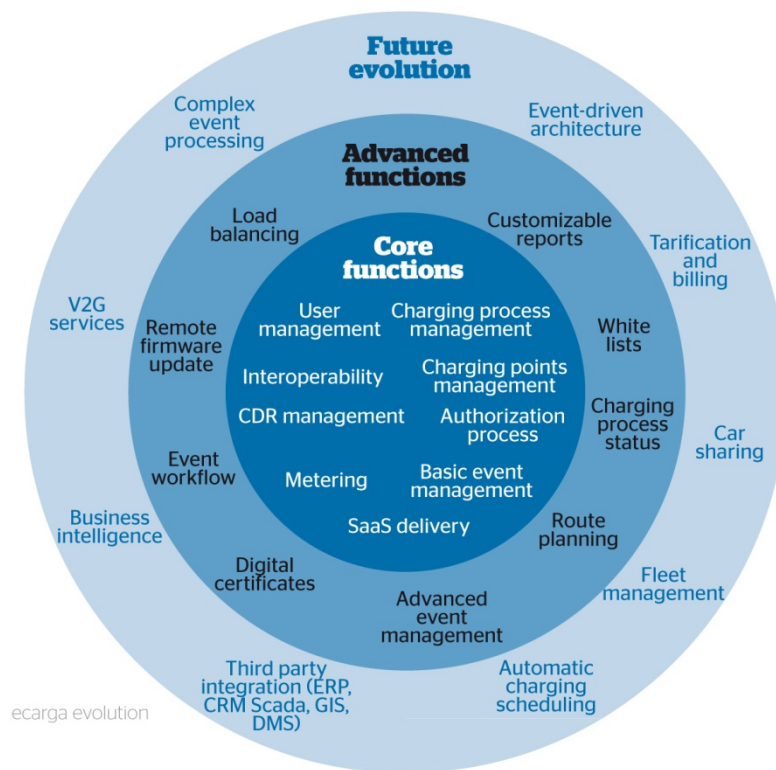 Future
evolution
Complex
event
processing
Event-driven
architecture
Advanced
functions
Load
balancing
Customizable
reports
Core
functions
Tarification and
billing
V2G
services
Remote
firmware
update
User
management
Charging process
management
White
lists
Interoperability
Charging points
management
CDR management
Authorization
process
Charging
process
status
Car
sharing
Event
workflow
Metering
Basic event
management
Business
intelligence
SaaS delivery
Route
planning
Digital
certificates
Advanced
event
management
Fleet
management
Third party
integration (ERP,
CRM Scada, GIS,
DMS)
Automatic
charging
scheduling
ecarga evolution